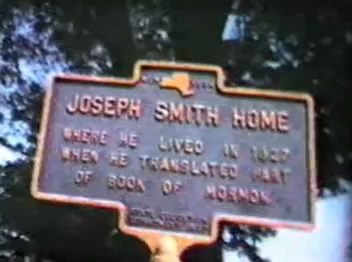 JOSEPH SMITH HOME
WHERE HE LIVED IN 1827
WHEN HE TRANSLATED PART
OF BOOK OF MORMON